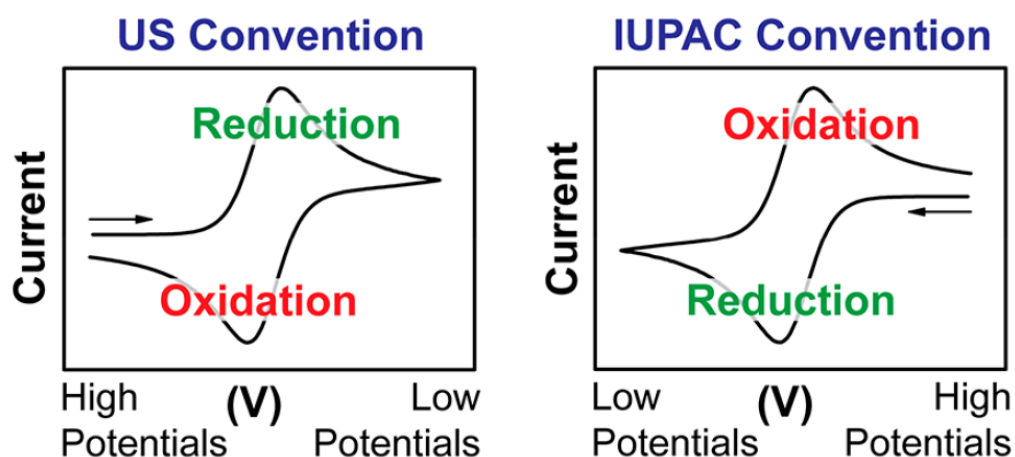 US Convention
Reduction
Oxidation
Current
High Potentials
(V)
Low Potentials
IUPAC Convention
Oxidation
Reduction
Current
Low Potentials
(V)
High Potentials